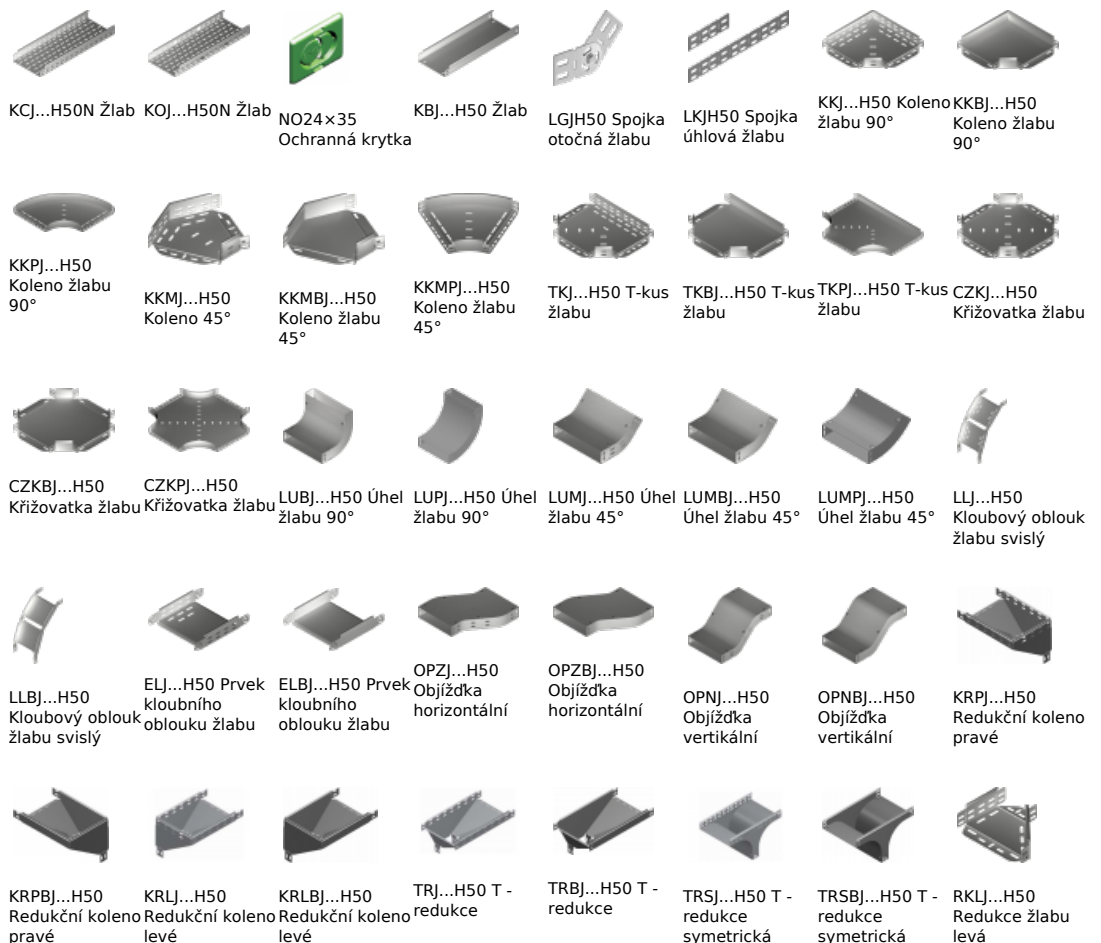 KCJ...H50N Žlab
KOJ...H50N Žlab
NO24×35
Ochranná krytka
KBJ...H50 Žlab
LGJH50 Spojka
otočná žlabu
LKJH50 Spojka
úhlová žlabu
KKJ...H50 Koleno
žlabu 90°
KKBJ...H50
Koleno žlabu
90°
KKPJ...H50
Koleno žlabu
90°
KKMJ...H50
Koleno 45°
KKMBJ...H50
Koleno žlabu
45°
KKMPJ...H50
Koleno žlabu
45°
TKJ...H50 T-kus
žlabu
TKBJ...H50 T-kus
žlabu
TKPJ...H50 T-kus
žlabu
CZKJ...H50
Křižovatka žlabu
CZKBJ...H50
Křižovatka žlabu
CZKPJ...H50
Křižovatka žlabu
LUBJ...H50 Úhel
žlabu 90°
LUPJ...H50 Úhel
žlabu 90°
LUMJ...H50 Úhel
žlabu 45°
LUMBJ...H50
Úhel žlabu 45°
LUMPJ...H50
Úhel žlabu 45°
LLJ...H50
Kloubový oblouk
žlabu svislý
LLBJ...H50
Kloubový oblouk
žlabu svislý
ELJ...H50 Prvek
kloubního
oblouku žlabu
ELBJ...H50 Prvek
kloubního
oblouku žlabu
OPZJ...H50
Objížďka
horizontální
OPZBJ...H50
Objížďka
horizontální
OPNJ...H50
Objížďka
vertikální
OPNBJ...H50
Objížďka
vertikální
KRPJ...H50
Redukční koleno
pravé
KRPBJ...H50
Redukční koleno
pravé
KRLJ...H50
Redukční koleno
levé
KRLBJ...H50
Redukční koleno
levé
TRJ...H50 T -
redukce
TRBJ...H50 T -
redukce
TRSJ...H50 T -
redukce
symetrická
TRSBJ...H50 T -
redukce
symetrická
RKLJ...H50
Redukce žlabu
levá